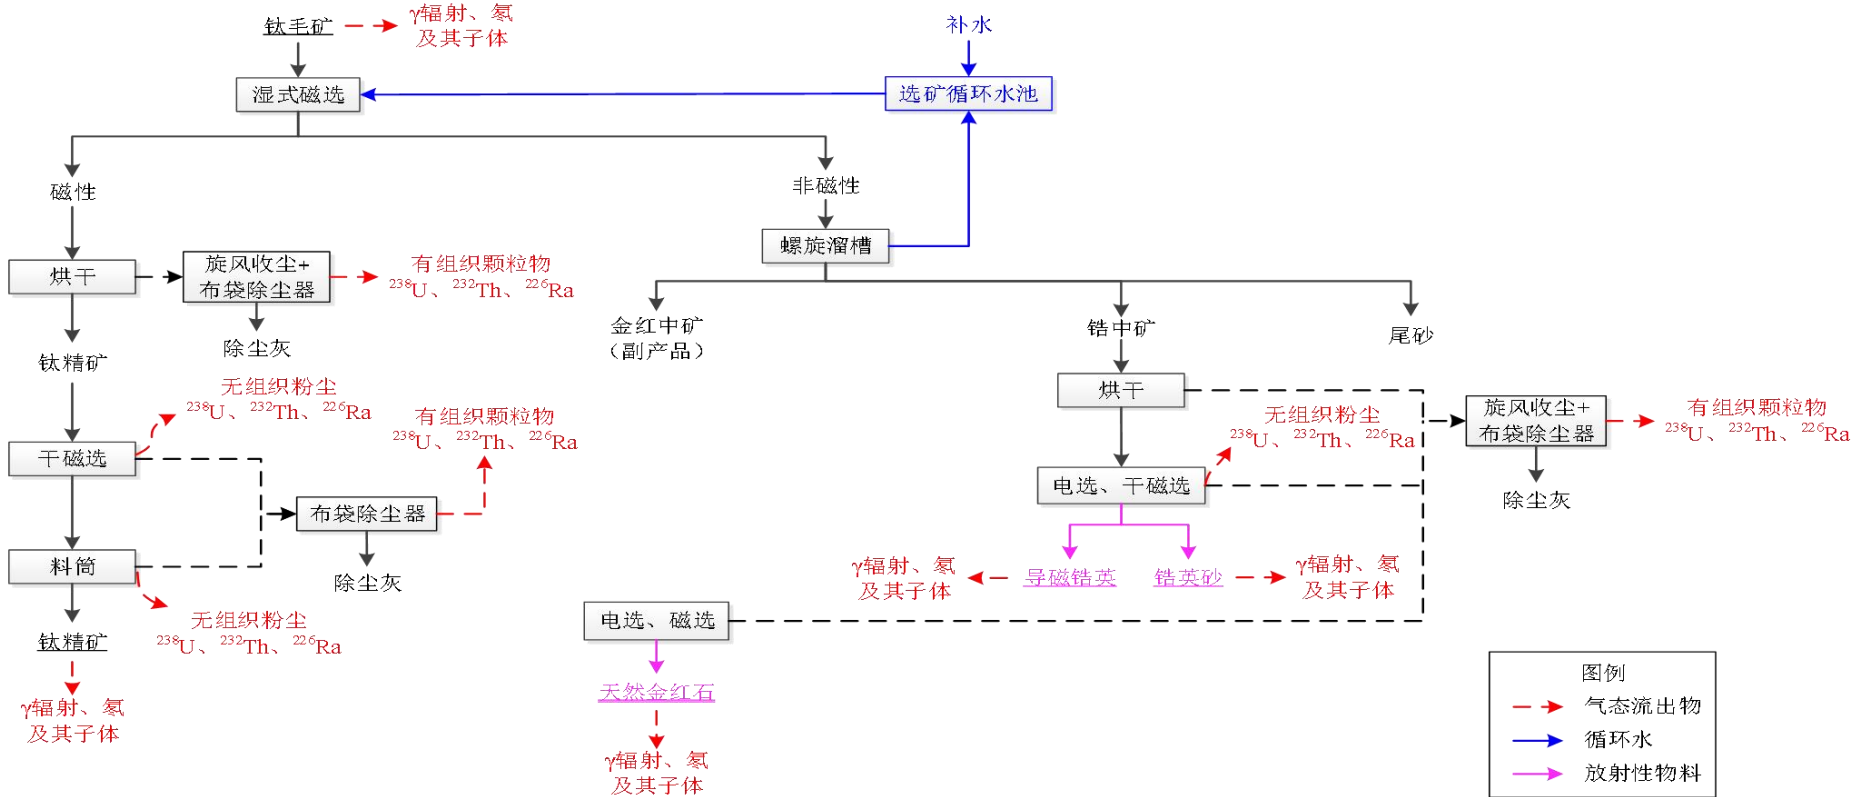 钛毛矿
γ辐射、氡
及其子体
补水
湿式磁选
选矿循环水池
磁性
非磁性
螺旋溜槽
烘干
旋风收尘+
布袋除尘器
有组织颗粒物
²³⁸U、²³²Th、²²⁶Ra
除尘灰
钛精矿
金红中矿
（副产品）
锆中矿
尾砂
无组织粉尘
²³⁸U、²³²Th、²²⁶Ra
有组织颗粒物
²³⁸U、²³²Th、²²⁶Ra
烘干
无组织粉尘
²³⁸U、²³²Th、²²⁶Ra
旋风收尘+
布袋除尘器
有组织颗粒物
²³⁸U、²³²Th、²²⁶Ra
除尘灰
干磁选
布袋除尘器
除尘灰
电选、干磁选
料筒
无组织粉尘
²³⁸U、²³²Th、²²⁶Ra
γ辐射、氡
及其子体
导磁锆英
锆英砂
γ辐射、氡
及其子体
钛精矿
γ辐射、氡
及其子体
电选、磁选
天然金红石
γ辐射、氡
及其子体
图例
气态流出物
循环水
放射性物料